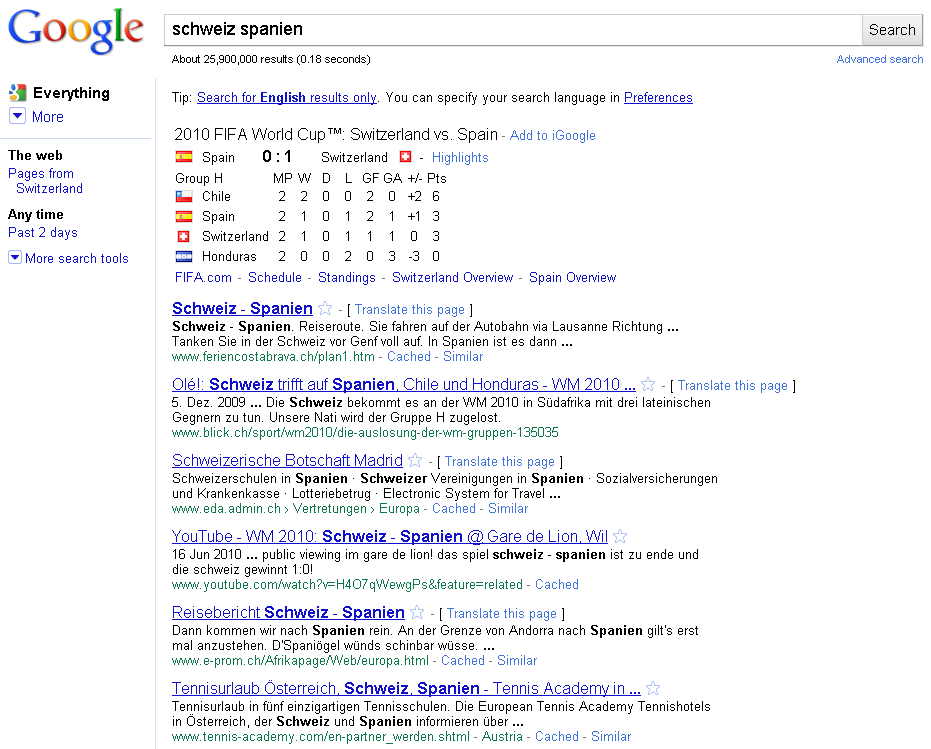 Google
schweiz spanien
Search
About 25,900,000 results (0.18 seconds)
Advanced search
Everything
More
The web
Pages from
Switzerland
Any time
Past 2 days
More search tools
Tip: Search for English results only. You can specify your search language in Preferences
2010 FIFA World Cup™: Switzerland vs. Spain - Add to iGoogle
Spain 0 : 1 Switzerland - Highlights
Group H MP W D L GF GA +/- Pts
Chile 2 2 0 0 2 0 +2 6
Spain 2 1 0 1 2 1 +1 3
Switzerland 2 1 0 1 1 1 0 3
Honduras 2 0 0 2 0 3 -3 0
FIFA.com - Schedule - Standings - Switzerland Overview - Spain Overview
Schweiz - Spanien - [ Translate this page ]
Schweiz - Spanien. Reiseroute. Sie fahren auf der Autobahn via Lausanne Richtung ...
Tanken Sie in der Schweiz vor Genf voll auf. In Spanien ist es dann ...
www.feriencostabrava.ch/plan1.htm - Cached - Similar
Olé!: Schweiz trifft auf Spanien, Chile und Honduras - WM 2010 ... - [ Translate this page ]
5. Dez. 2009 ... Die Schweiz bekommt es an der WM 2010 in Südafrika mit drei lateinischen
Gegnern zu tun. Unsere Nati wird der Gruppe H zugelost.
www.blick.ch/sport/wm2010/die-auslosung-der-wm-gruppen-135035
Schweizerische Botschaft Madrid - [ Translate this page ]
Schweizerschulen in Spanien · Schweizer Vereinigungen in Spanien · Sozialversicherungen
und Krankenkasse · Lotteriebetrug · Electronic System for Travel ...
www.eda.admin.ch › Vertretungen › Europa - Cached - Similar
YouTube - WM 2010: Schweiz - Spanien @ Gare de Lion, Wil
16 Jun 2010 ... public viewing im gare de lion! das spiel schweiz - spanien ist zu ende und
die schweiz gewinnt 1:0!
www.youtube.com/watch?v=H4O7qWewgPs&feature=related - Cached
Reisebericht Schweiz - Spanien - [ Translate this page ]
Dann kommen wir nach Spanien rein. An der Grenze von Andorra nach Spanien gilt's erst
mal anzustehen. D'Spaniögel wünds schinbar wüsse. ...
www.e-prom.ch/Afrikapage/Web/europa.html - Cached - Similar
Tennisurlaub Österreich, Schweiz, Spanien - Tennis Academy in ...
Tennisurlaub in fünf einzigartigen Tennisschulen. Die European Tennis Academy Tennishotels
in Österreich, der Schweiz und Spanien informieren über ...
www.tennis-academy.com/en-partner_werden.shtml - Austria - Cached - Similar